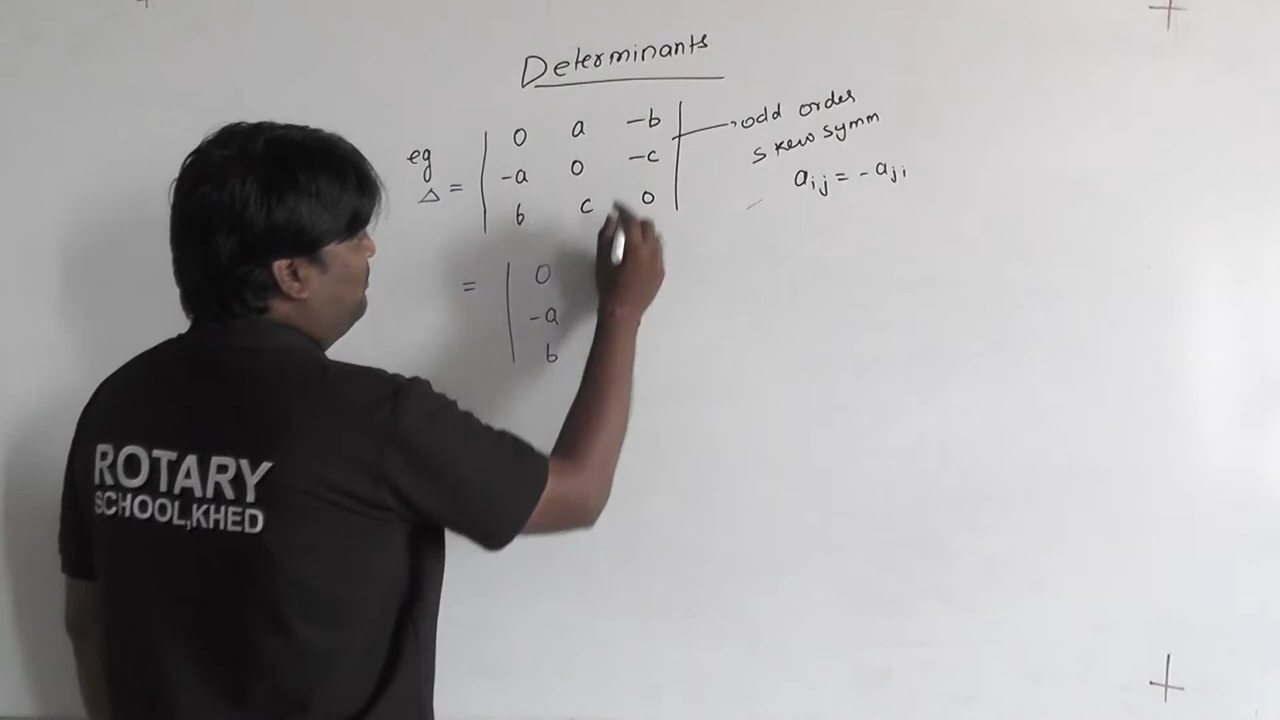 Determinants
eg
Δ = | 0 a -b |
| -a 0 -c |
| b c 0 |
odd order
skew symm
aij = -aji
= | 0
-a
b
ROTARY
SCHOOL,KHED